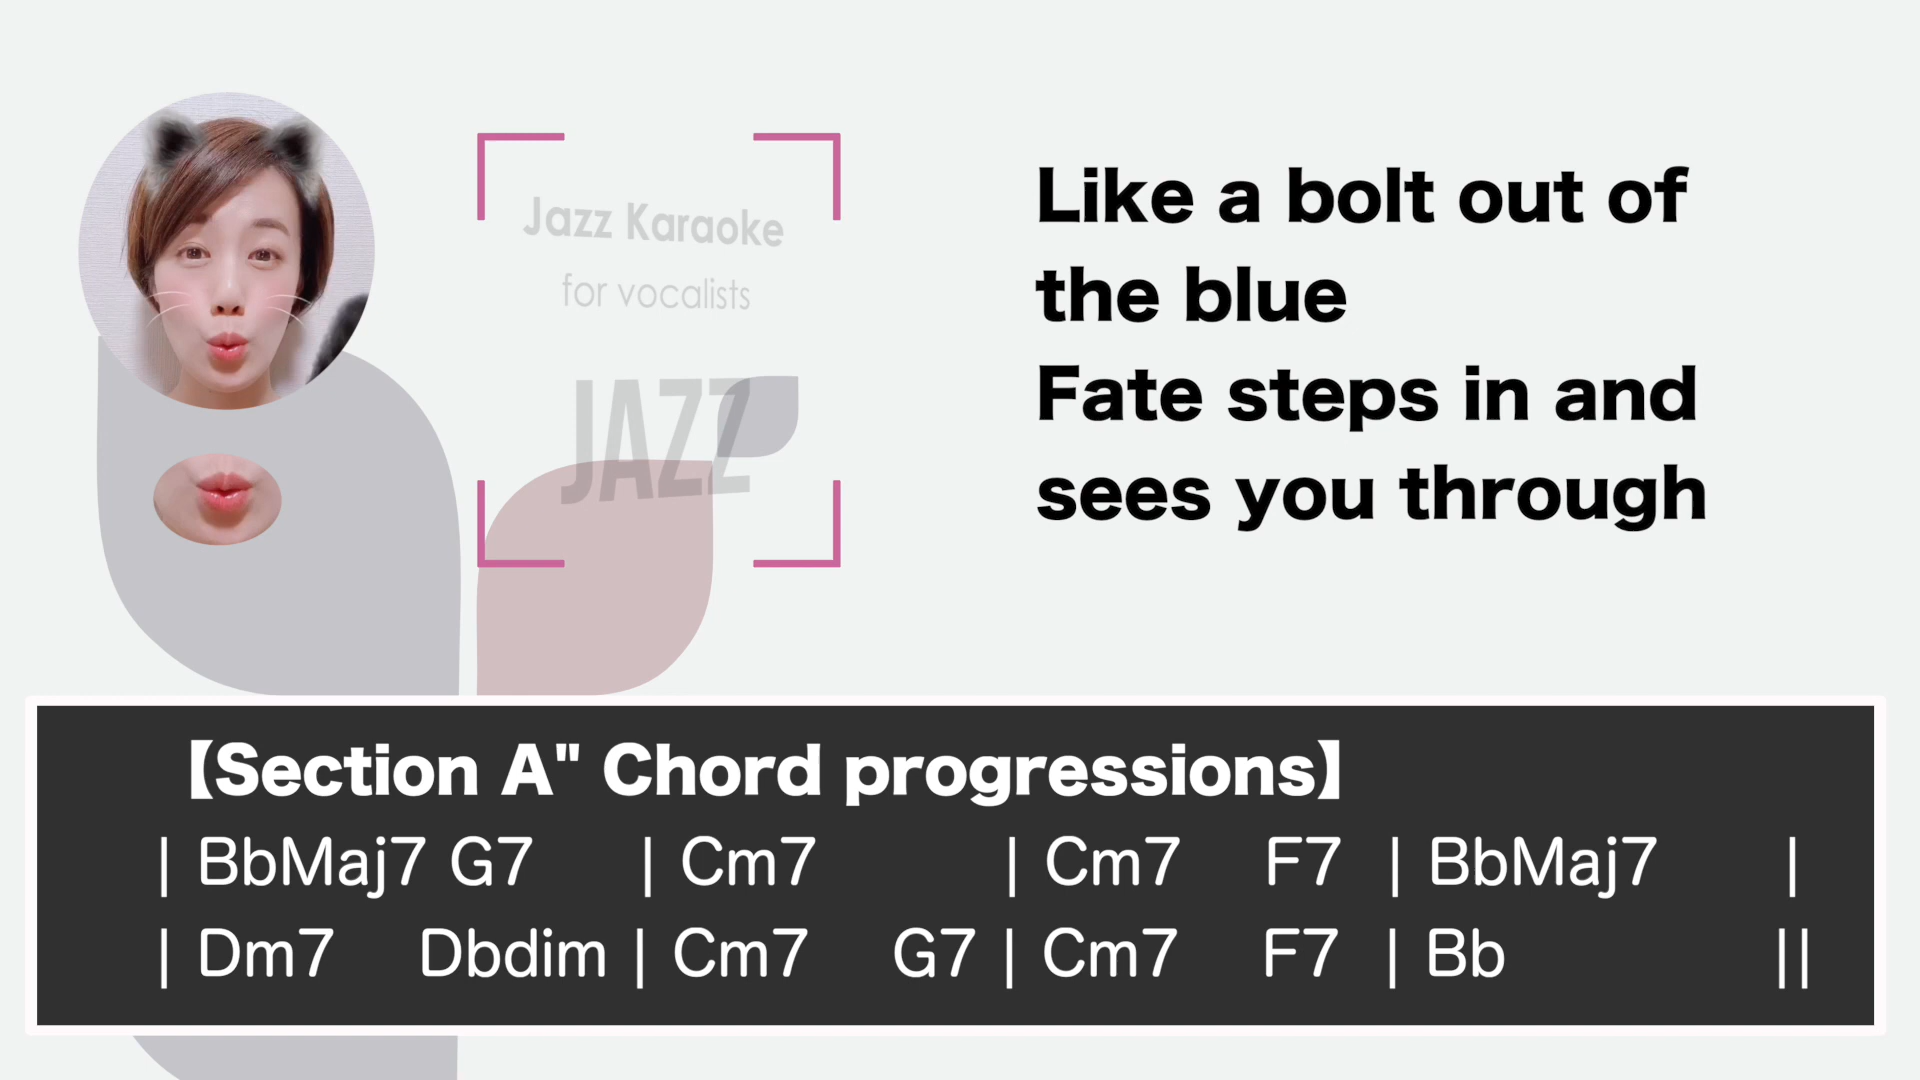 Jazz Karaoke
for vocalists
JAZZ
Like a bolt out of
the blue
Fate steps in and
sees you through
【Section A" Chord progressions】
| BbMaj7 G7 | Cm7 | Cm7 F7 | BbMaj7 |
| Dm7 Dbdim | Cm7 G7 | Cm7 F7 | Bb ||